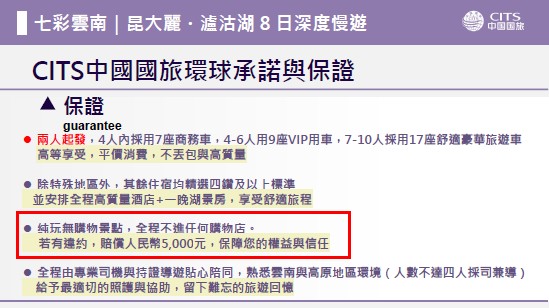 七彩雲南｜昆大麗・瀘沽湖 8 日深度慢遊
CITS
中国国旅
CITS中國國旅環球承諾與保證
▲ 保證
guarantee
● 兩人起發，4人內採用7座商務車，4-6人用9座VIP用車，7-10人採用17座舒適豪華旅遊車
高等享受，平價消費，不丟包與高質量
● 除特殊地區外，其餘住宿均精選四鑽及以上標準
並安排全程高質量酒店+一晚湖景房，享受舒適旅程
● 純玩無購物景點，全程不進任何購物店。
若有違約，賠償人民幣5,000元，保障您的權益與信任
● 全程由專業司機與持證導遊貼心陪同，熟悉雲南與高原地區環境（人數不達四人採司兼導）
給予最適切的照護與協助，留下難忘的旅遊回憶